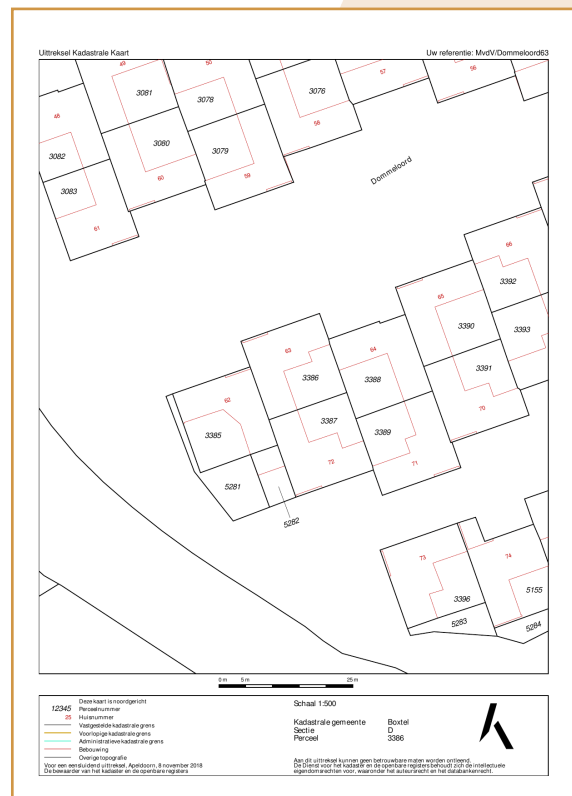 Uittreksel Kadastrale Kaart
Uw referentie: MvdV/Dommeloord63
49
50
57
56
3081
3078
3076
48
58
3082
3080
3079
3083
60
59
61
Dommeloord
66
3392
65
63
64
3390
3393
3386
3388
3391
62
3387
70
3385
3389
72
71
5281
5282
73
74
3396
5155
5283
5284
0 m 5 m 25 m
12345
25
Deze kaart is noordgericht
Perceelnummer
Huisnummer
Vastgestelde kadastrale grens
Voorlopige kadastrale grens
Administratieve kadastrale grens
Bebouwing
Overige topografie
Voor een eensluidend uittreksel, Apeldoorn, 8 november 2018
De bewaarder van het kadaster en de openbare registers
Schaal 1:500
Kadastrale gemeente Boxtel
Sectie D
Perceel 3386
Aan dit uittreksel kunnen geen betrouwbare maten worden ontleend.
De Dienst voor het kadaster en de openbare registers behoudt zich de intellectuele
eigendomsrechten voor, waaronder het auteursrecht en het databankenrecht.